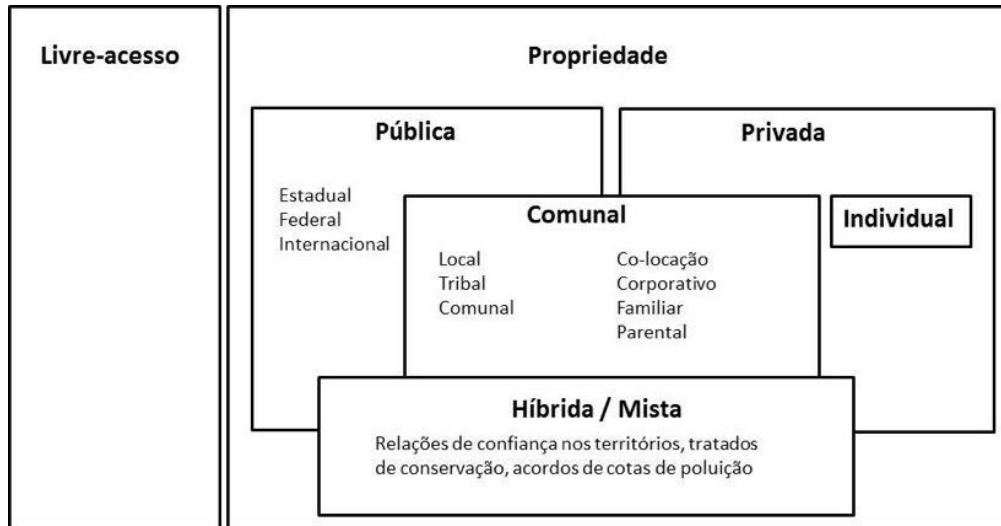 Livre-acesso
Propriedade
Pública
Estadual
Federal
Internacional
Privada
Individual
Comunal
Local
Tribal
Comunal
Co-locação
Corporativo
Familiar
Parental
Híbrida / Mista
Relações de confiança nos territórios, tratados
de conservação, acordos de cotas de poluição